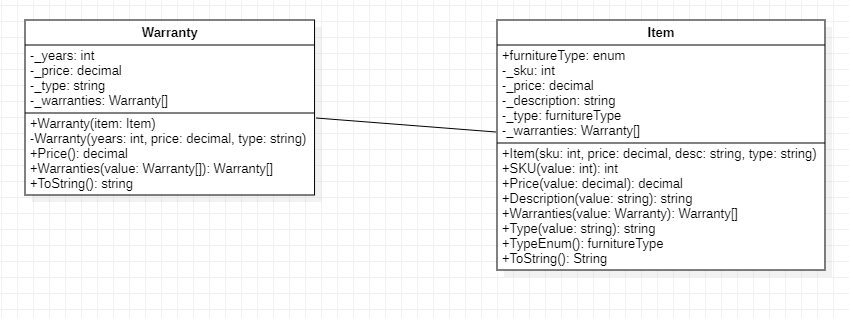 Warranty
-_years: int
-_price: decimal
-_type: string
-_warranties: Warranty[]
+Warranty(item: Item)
-Warranty(years: int, price: decimal, type: string)
+Price(): decimal
+Warranties(value: Warranty[]): Warranty[]
+ToString(): string
Item
+furnitureType: enum
-_sku: int
-_price: decimal
-_description: string
-_type: furnitureType
-_warranties: Warranty[]
+Item(sku: int, price: decimal, desc: string, type: string)
+SKU(value: int): int
+Price(value: decimal): decimal
+Description(value: string): string
+Warranties(value: Warranty): Warranty[]
+Type(value: string): string
+TypeEnum(): furnitureType
+ToString(): String